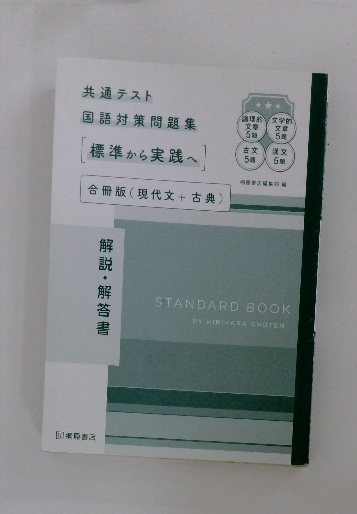 共通テスト
国語対策問題集
[標準から実践へ]
合冊版(現代文+古典)
論理的
文章
5題
文学的
文章
5題
古文
5題
漢文
5題
桐原書店編集部 編
解説・解答書
STANDARD BOOK
BY KIRIHARA SHOTEN
桐原書店